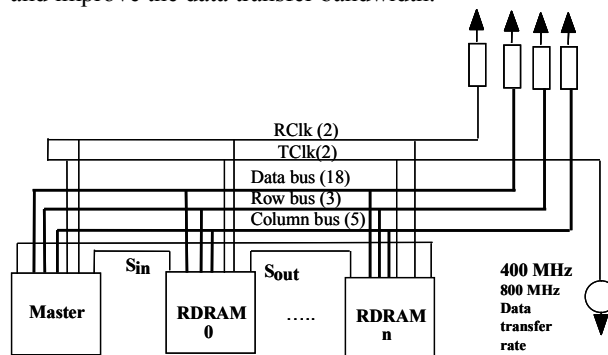 and improve the data transfer bandwidth.
RClk (2)
TClk(2)
Data bus (18)
Row bus (3)
Column bus (5)
Sin
Sout
Master
RDRAM
0
.....
RDRAM
n
400 MHz
800 MHz
Data
transfer
rate